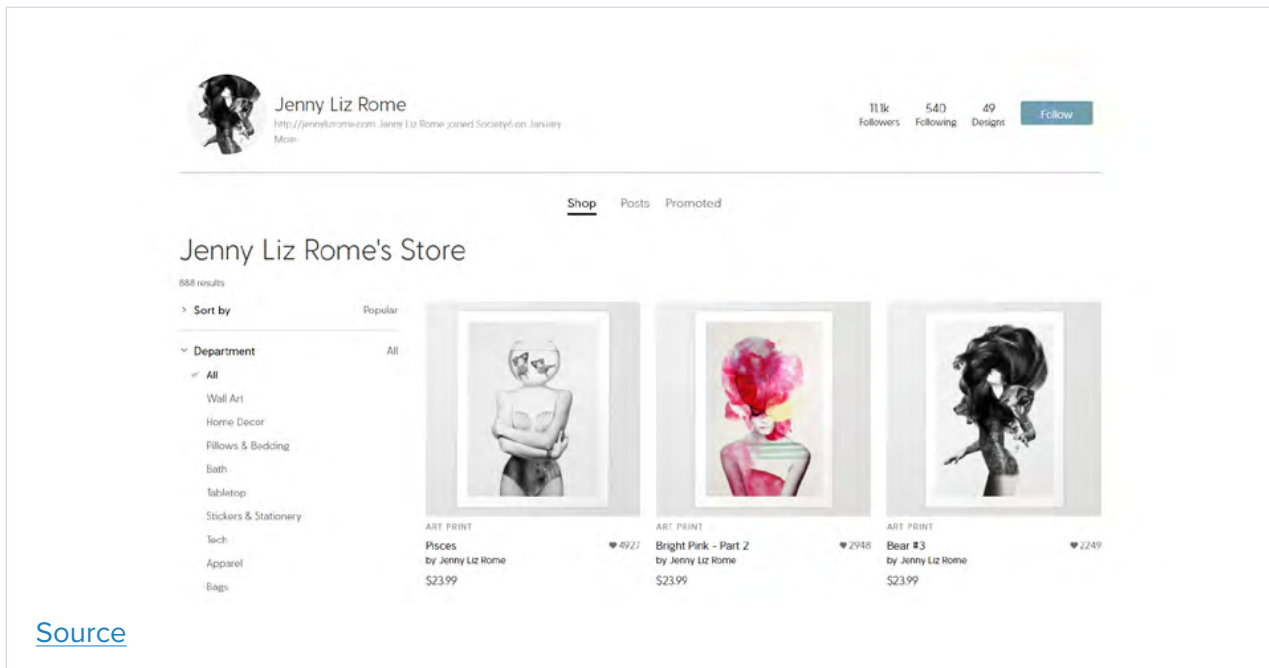 Jenny Liz Rome
http://jennylizrome.com Jenny Liz Rome joined Society6 on January
More
11.1k
Followers
540
Following
49
Designs
Follow
Shop Posts Promoted
Jenny Liz Rome's Store
888 results
> Sort by Popular
Department All
All
Wall Art
Home Decor
Pillows & Bedding
Bath
Tabletop
Stickers & Stationery
Tech
Apparel
Bags
ART PRINT
Pisces 4927
by Jenny Liz Rome
$23.99
ART PRINT
Bright Pink - Part 2 2948
by Jenny Liz Rome
$23.99
ART PRINT
Bear #3 2249
by Jenny Liz Rome
$23.99
Source